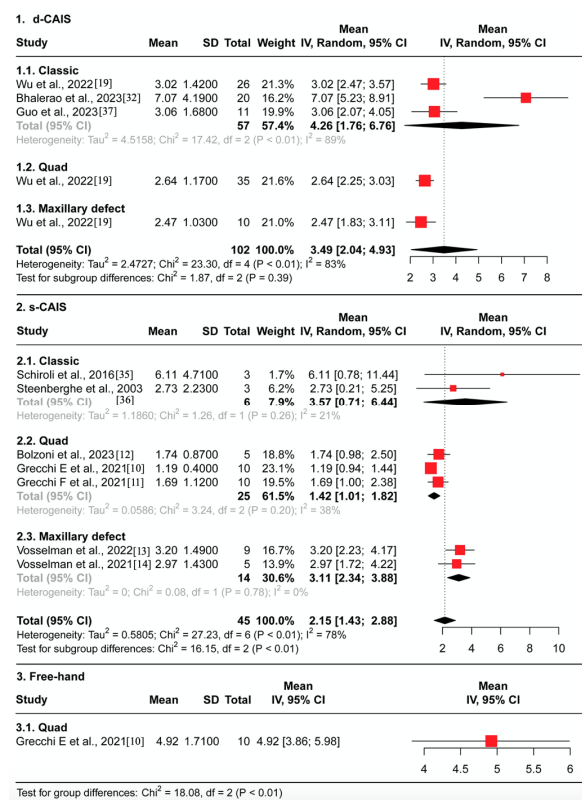 1. d-CAIS
Mean
Study Mean SD Total Weight IV, Random, 95% CI
Mean
IV, Random, 95% CI
1.1. Classic
Wu et al., 2022[19] 3.02 1.4200 26 21.3% 3.02 [2.47; 3.57]
Bhalerao et al., 2023[32] 7.07 4.1900 20 16.2% 7.07 [5.23; 8.91]
Guo et al., 2023[37] 3.06 1.6800 11 19.9% 3.06 [2.07; 4.05]
Total (95% CI) 57 57.4% 4.26 [1.76; 6.76]
Heterogeneity: Tau² = 4.5158; Chi² = 17.42, df = 2 (P < 0.01); I² = 89%
1.2. Quad
Wu et al., 2022[19] 2.64 1.1700 35 21.6% 2.64 [2.25; 3.03]
1.3. Maxillary defect
Wu et al., 2022[19] 2.47 1.0300 10 21.0% 2.47 [1.83; 3.11]
Total (95% CI) 102 100.0% 3.49 [2.04; 4.93]
Heterogeneity: Tau² = 2.4727; Chi² = 23.30, df = 4 (P < 0.01); I² = 83%
Test for subgroup differences: Chi² = 1.87, df = 2 (P = 0.39)
2 3 4 5 6 7 8
2. s-CAIS
Mean
Study Mean SD Total Weight IV, Random, 95% CI
Mean
IV, Random, 95% CI
2.1. Classic
Schiroli et al., 2016[35] 6.11 4.7100 3 1.7% 6.11 [0.78; 11.44]
Steenberghe et al., 2003 [36] 2.73 2.2300 3 6.2% 2.73 [0.21; 5.25]
Total (95% CI) 6 7.9% 3.57 [0.71; 6.44]
Heterogeneity: Tau² = 1.1860; Chi² = 1.26, df = 1 (P = 0.26); I² = 21%
2.2. Quad
Bolzoni et al., 2023[12] 1.74 0.8700 5 18.8% 1.74 [0.98; 2.50]
Grecchi E et al., 2021[10] 1.19 0.4000 10 23.1% 1.19 [0.94; 1.44]
Grecchi F et al., 2021[11] 1.69 1.1200 10 19.5% 1.69 [1.00; 2.38]
Total (95% CI) 25 61.5% 1.42 [1.01; 1.82]
Heterogeneity: Tau² = 0.0586; Chi² = 3.24, df = 2 (P = 0.20); I² = 38%
2.3. Maxillary defect
Vosselman et al., 2022[13] 3.20 1.4900 9 16.7% 3.20 [2.23; 4.17]
Vosselman et al., 2021[14] 2.97 1.4300 5 13.9% 2.97 [1.72; 4.22]
Total (95% CI) 14 30.6% 3.11 [2.34; 3.88]
Heterogeneity: Tau² = 0; Chi² = 0.08, df = 1 (P = 0.78); I² = 0%
Total (95% CI) 45 100.0% 2.15 [1.43; 2.88]
Heterogeneity: Tau² = 0.5805; Chi² = 27.23, df = 6 (P < 0.01); I² = 78%
Test for subgroup differences: Chi² = 16.15, df = 2 (P < 0.01)
2 4 6 8 10
3. Free-hand
Mean
Study Mean SD Total IV, Random, 95% CI
Mean
IV, Random, 95% CI
3.1. Quad
Grecchi E et al., 2021[10] 4.92 1.7100 10 4.92 [3.86; 5.98]
4 4.5 5 5.5 6
Test for group differences: Chi² = 18.08, df = 2 (P < 0.01)